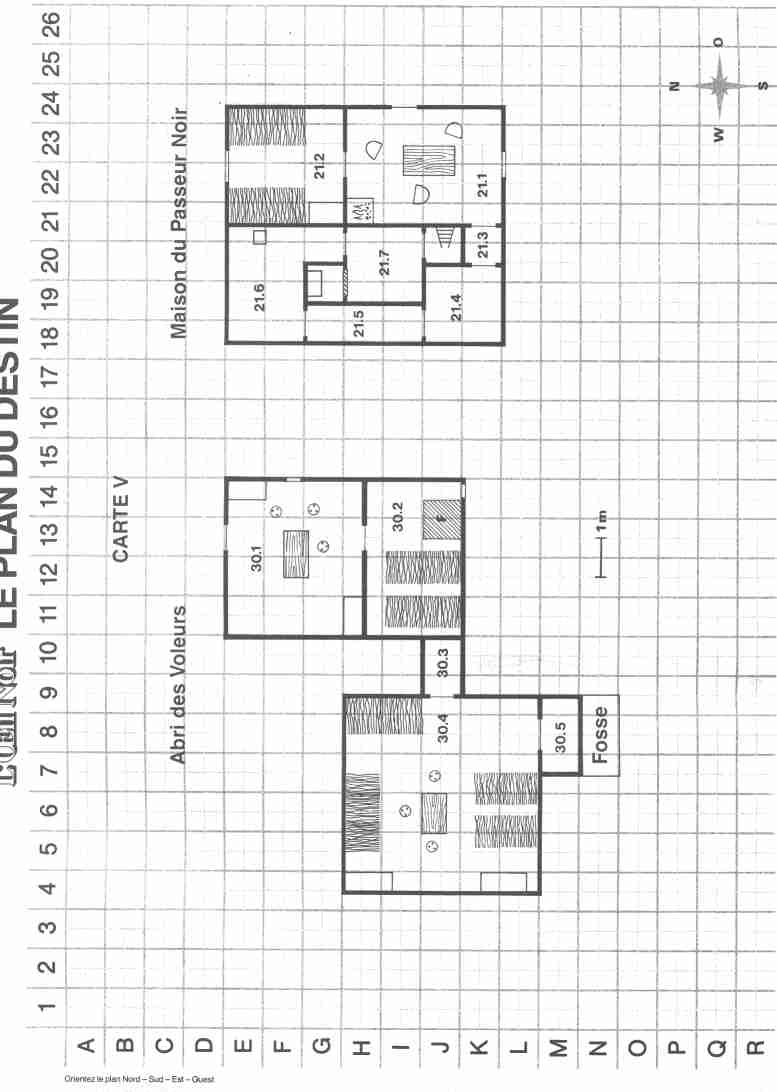 L'Œil Noir LE PLAN DU DESTIN
1 2 3 4 5 6 7 8 9 10 11 12 13 14 15 16 17 18 19 20 21 22 23 24 25 26
A
B
C
D
E
F
G
H
I
J
K
L
M
N
O
P
Q
R
CARTE V
Abri des Voleurs
30.1
30.2
F
30.3
30.4
30.5
Fosse
1m
Maison du Passeur Noir
21.2
21.1
21.3
21.7
21.6
21.5
21.4
N
O
S
W
Orientez le plan Nord – Sud – Est – Ouest